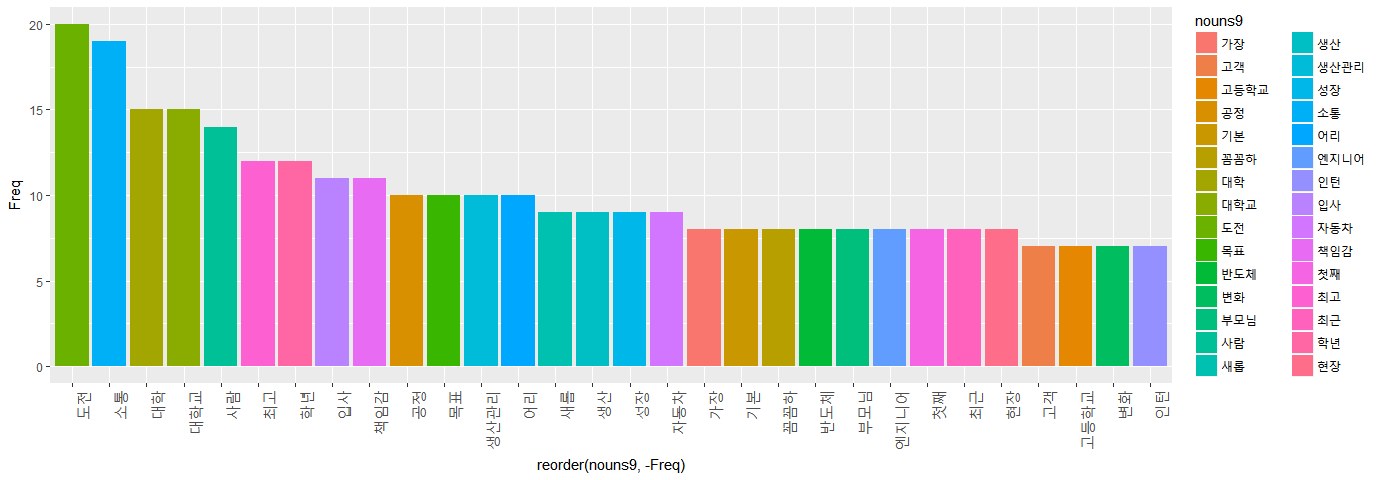 20
15
10
5
0
Freq
도전 소통 대학 대학교 사람 최고 학년 입사 책임감 공정 목표 생산관리 어리 새롭 생산 성장 자동차 가장 기본 꼼꼼하 반도체 부모님 엔지니어 첫째 최근 현장 고객 고등학교 변화 인턴
reorder(nouns9, -Freq)
nouns9
가장
고객
고등학교
공정
기본
꼼꼼하
대학
대학교
도전
목표
반도체
변화
부모님
사람
새롭
생산
생산관리
성장
소통
어리
엔지니어
인턴
입사
자동차
책임감
첫째
최고
최근
학년
현장